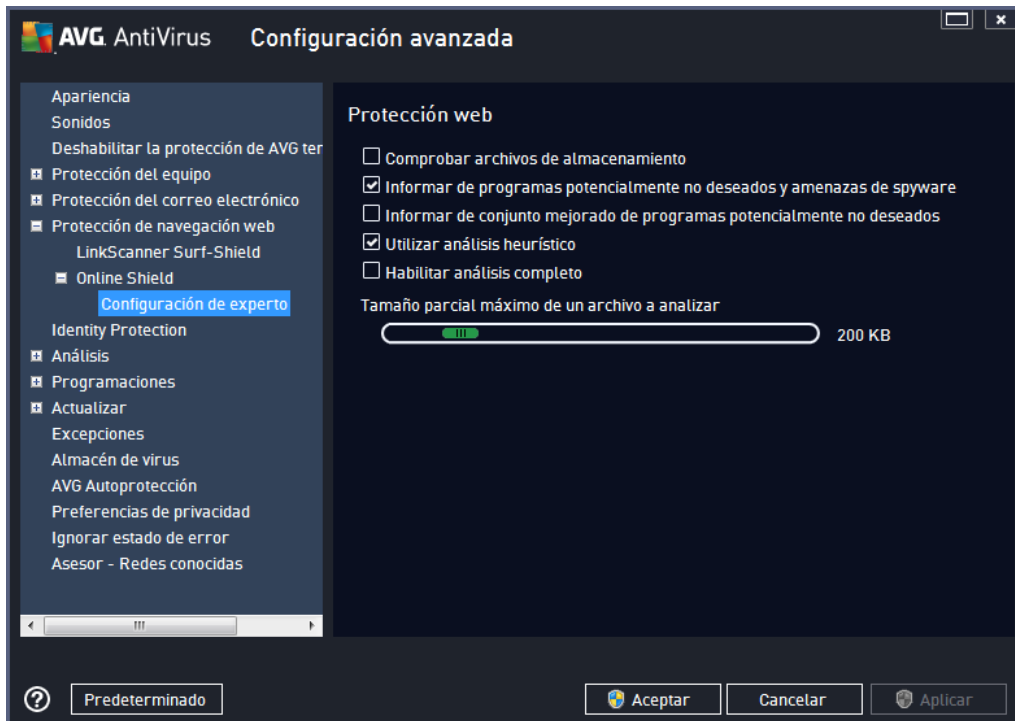 AVG AntiVirus Configuración avanzada
Apariencia
Sonidos
Deshabilitar la protección de AVG ter
Protección del equipo
Protección del correo electrónico
Protección de navegación web
LinkScanner Surf-Shield
Online Shield
Configuración de experto
Identity Protection
Análisis
Programaciones
Actualizar
Excepciones
Almacén de virus
AVG Autoprotección
Preferencias de privacidad
Ignorar estado de error
Asesor - Redes conocidas
Protección web
Comprobar archivos de almacenamiento
Informar de programas potencialmente no deseados y amenazas de spyware
Informar de conjunto mejorado de programas potencialmente no deseados
Utilizar análisis heurístico
Habilitar análisis completo
Tamaño parcial máximo de un archivo a analizar
200 KB
Predeterminado
Aceptar
Cancelar
Aplicar